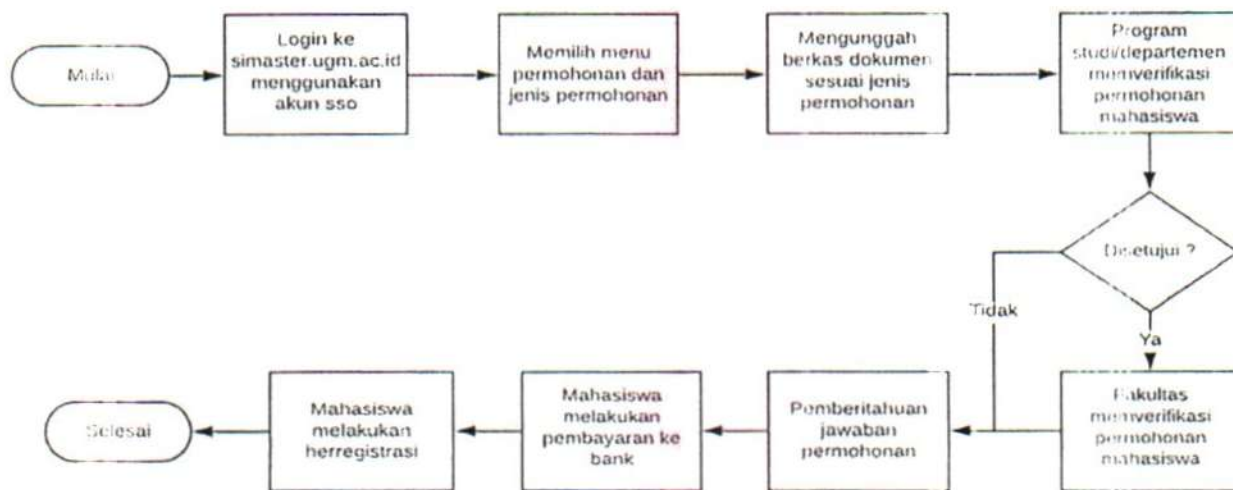 Mulai
Login ke
simaster.ugm.ac.id
menggunakan
akun sso
Memilih menu
permohonan dan
jenis permohonan
Mengunggah
berkas dokumen
sesuai jenis
permohonan
Program
studi/departemen
memverifikasi
permohonan
mahasiswa
Disetujui ?
Tidak
Ya
Fakultas
memverifikasi
permohonan
mahasiswa
Pemberitahuan
jawaban
permohonan
Mahasiswa
melakukan
pembayaran ke
bank
Mahasiswa
melakukan
herregistrasi
Selesai